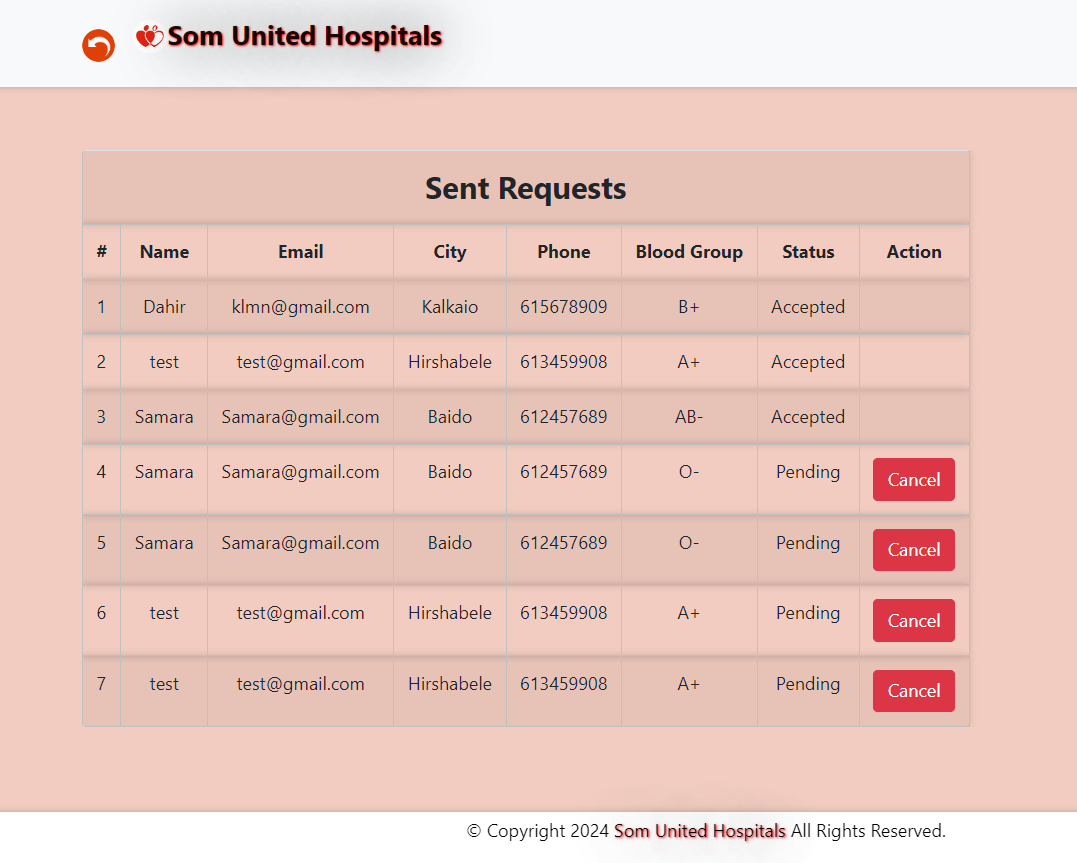 Som United Hospitals
Sent Requests
# Name Email City Phone Blood Group Status Action
1 Dahir klmn@gmail.com Kalkaio 615678909 B+ Accepted
2 test test@gmail.com Hirshabele 613459908 A+ Accepted
3 Samara Samara@gmail.com Baido 612457689 AB- Accepted
4 Samara Samara@gmail.com Baido 612457689 O- Pending Cancel
5 Samara Samara@gmail.com Baido 612457689 O- Pending Cancel
6 test test@gmail.com Hirshabele 613459908 A+ Pending Cancel
7 test test@gmail.com Hirshabele 613459908 A+ Pending Cancel
© Copyright 2024 Som United Hospitals All Rights Reserved.